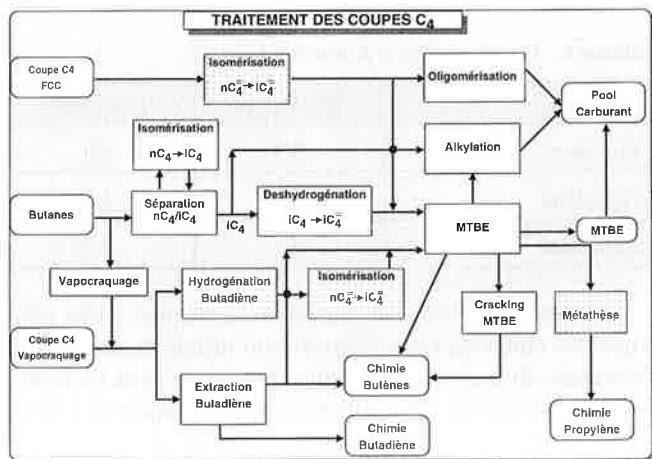 TRAITEMENT DES COUPES C4
Coupe C4
FCC
Isomérisation
nC4= → iC4=
Oligomérisation
Pool
Carburant
Isomérisation
nC4 → iC4
Alkylation
Butanes
Séparation
nC4/iC4
iC4
Deshydrogénation
iC4 → iC4=
MTBE
MTBE
Vapocraquage
Hydrogénation
Butadiène
Isomérisation
nC4= → iC4=
Cracking
MTBE
Métathèse
Coupe C4
Vapocraquage
Extraction
Butadiène
Chimie
Butènes
Chimie
Butadiène
Chimie
Propylène